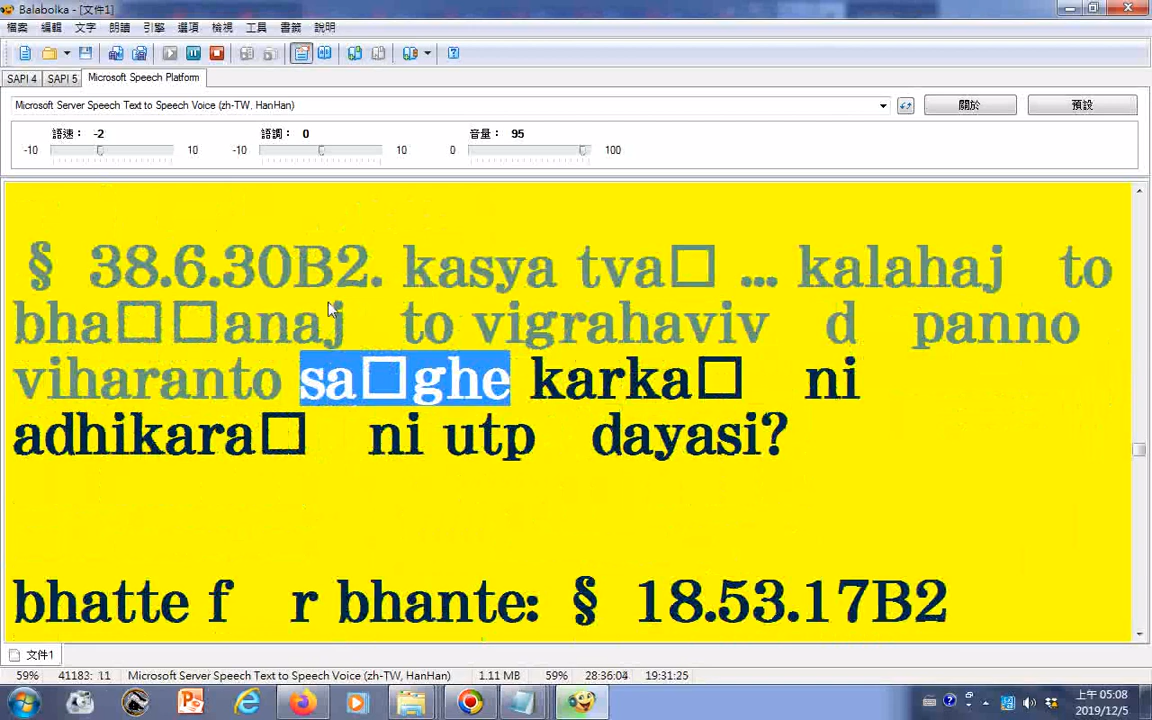 Balabolka - [文件1]
檔案 編輯 文字 朗讀 引擎 選項 檢視 工具 書籤 說明
SAPI 4 SAPI 5 Microsoft Speech Platform
Microsoft Server Speech Text to Speech Voice (zh-TW, HanHan) 關於 預設
語速： -2 語調： 0 音量： 95
-10 10 -10 10 0 100
§ 38.6.30B2. kasya tva□ ... kalahaj to
bha□□anaj to vigrahaviv d panno
viharanto sa□ghe karka□ ni
adhikara□ ni utp dayasi?
bhatte f r bhante: § 18.53.17B2
文件1
59% 41183: 11 Microsoft Server Speech Text to Speech Voice (zh-TW, HanHan) 1.11 MB 59% 28:36:04 19:31:25
上午 05:08
2019/12/5